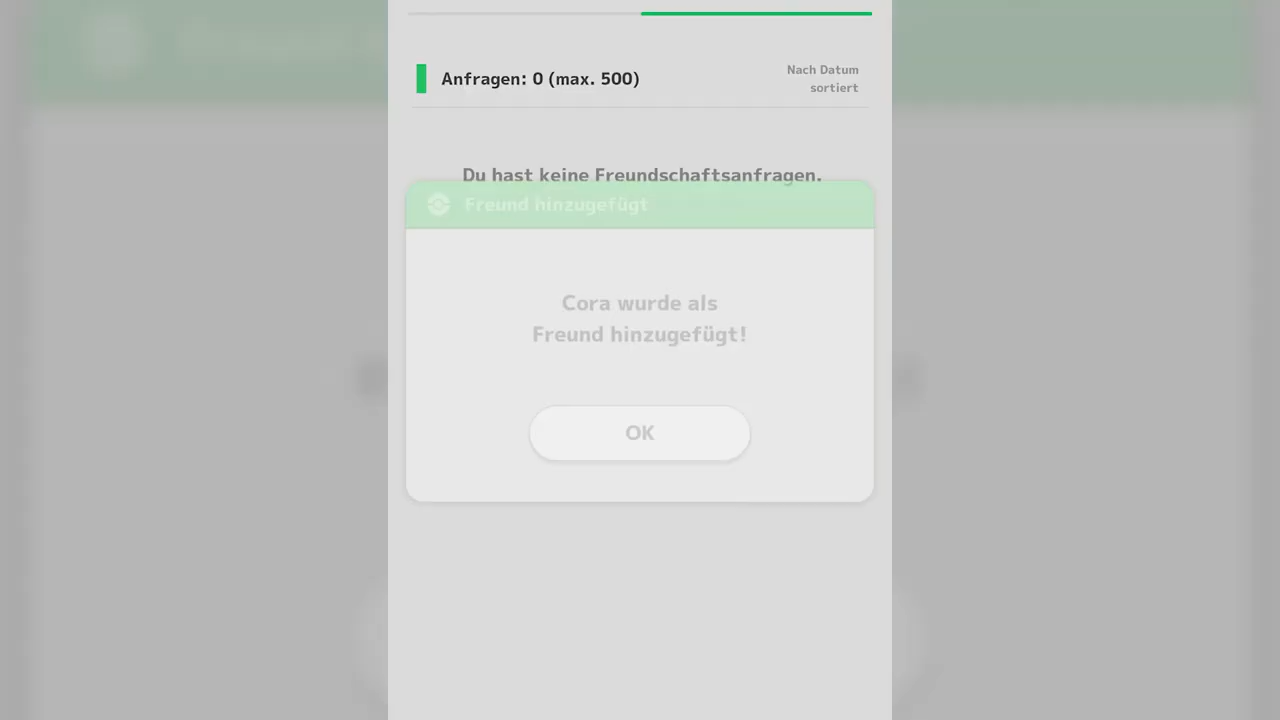 Anfragen: 0 (max. 500)
Nach Datum
sortiert
Du hast keine Freundschaftsanfragen.
Freund hinzugefügt
Cora wurde als
Freund hinzugefügt!
OK